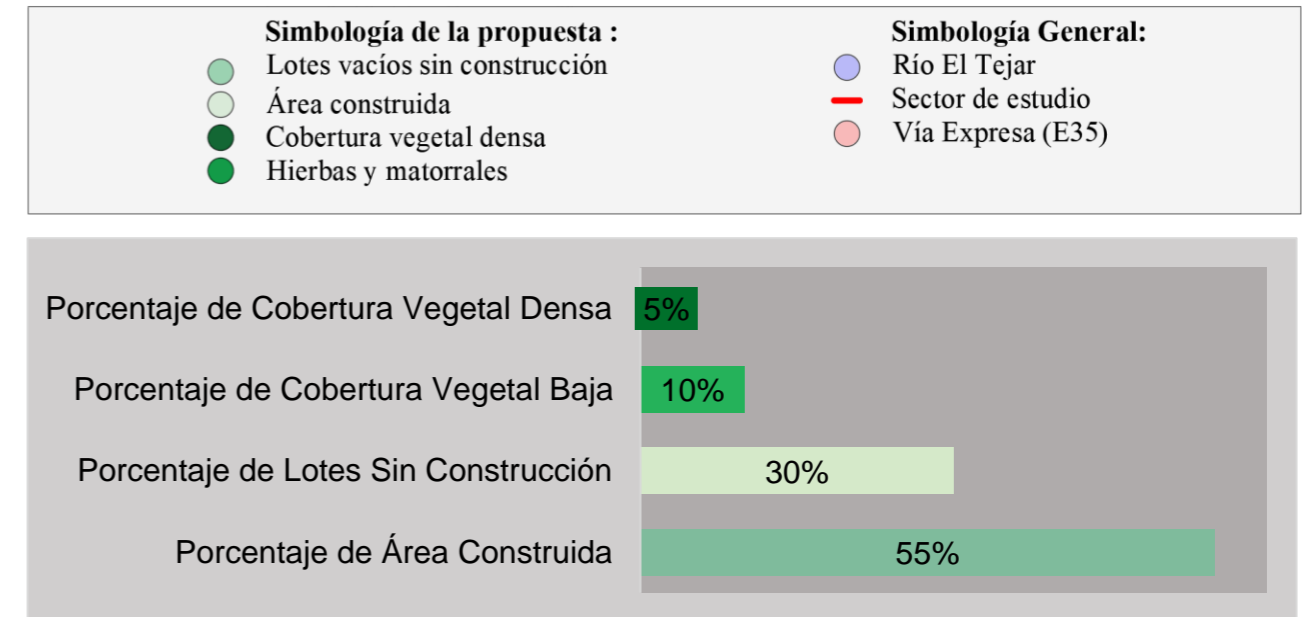 Simbología de la propuesta :
Lotes vacíos sin construcción
Área construida
Cobertura vegetal densa
Hierbas y matorrales
Simbología General:
Río El Tejar
Sector de estudio
Vía Expresa (E35)
Porcentaje de Cobertura Vegetal Densa 5%
Porcentaje de Cobertura Vegetal Baja 10%
Porcentaje de Lotes Sin Construcción 30%
Porcentaje de Área Construida 55%